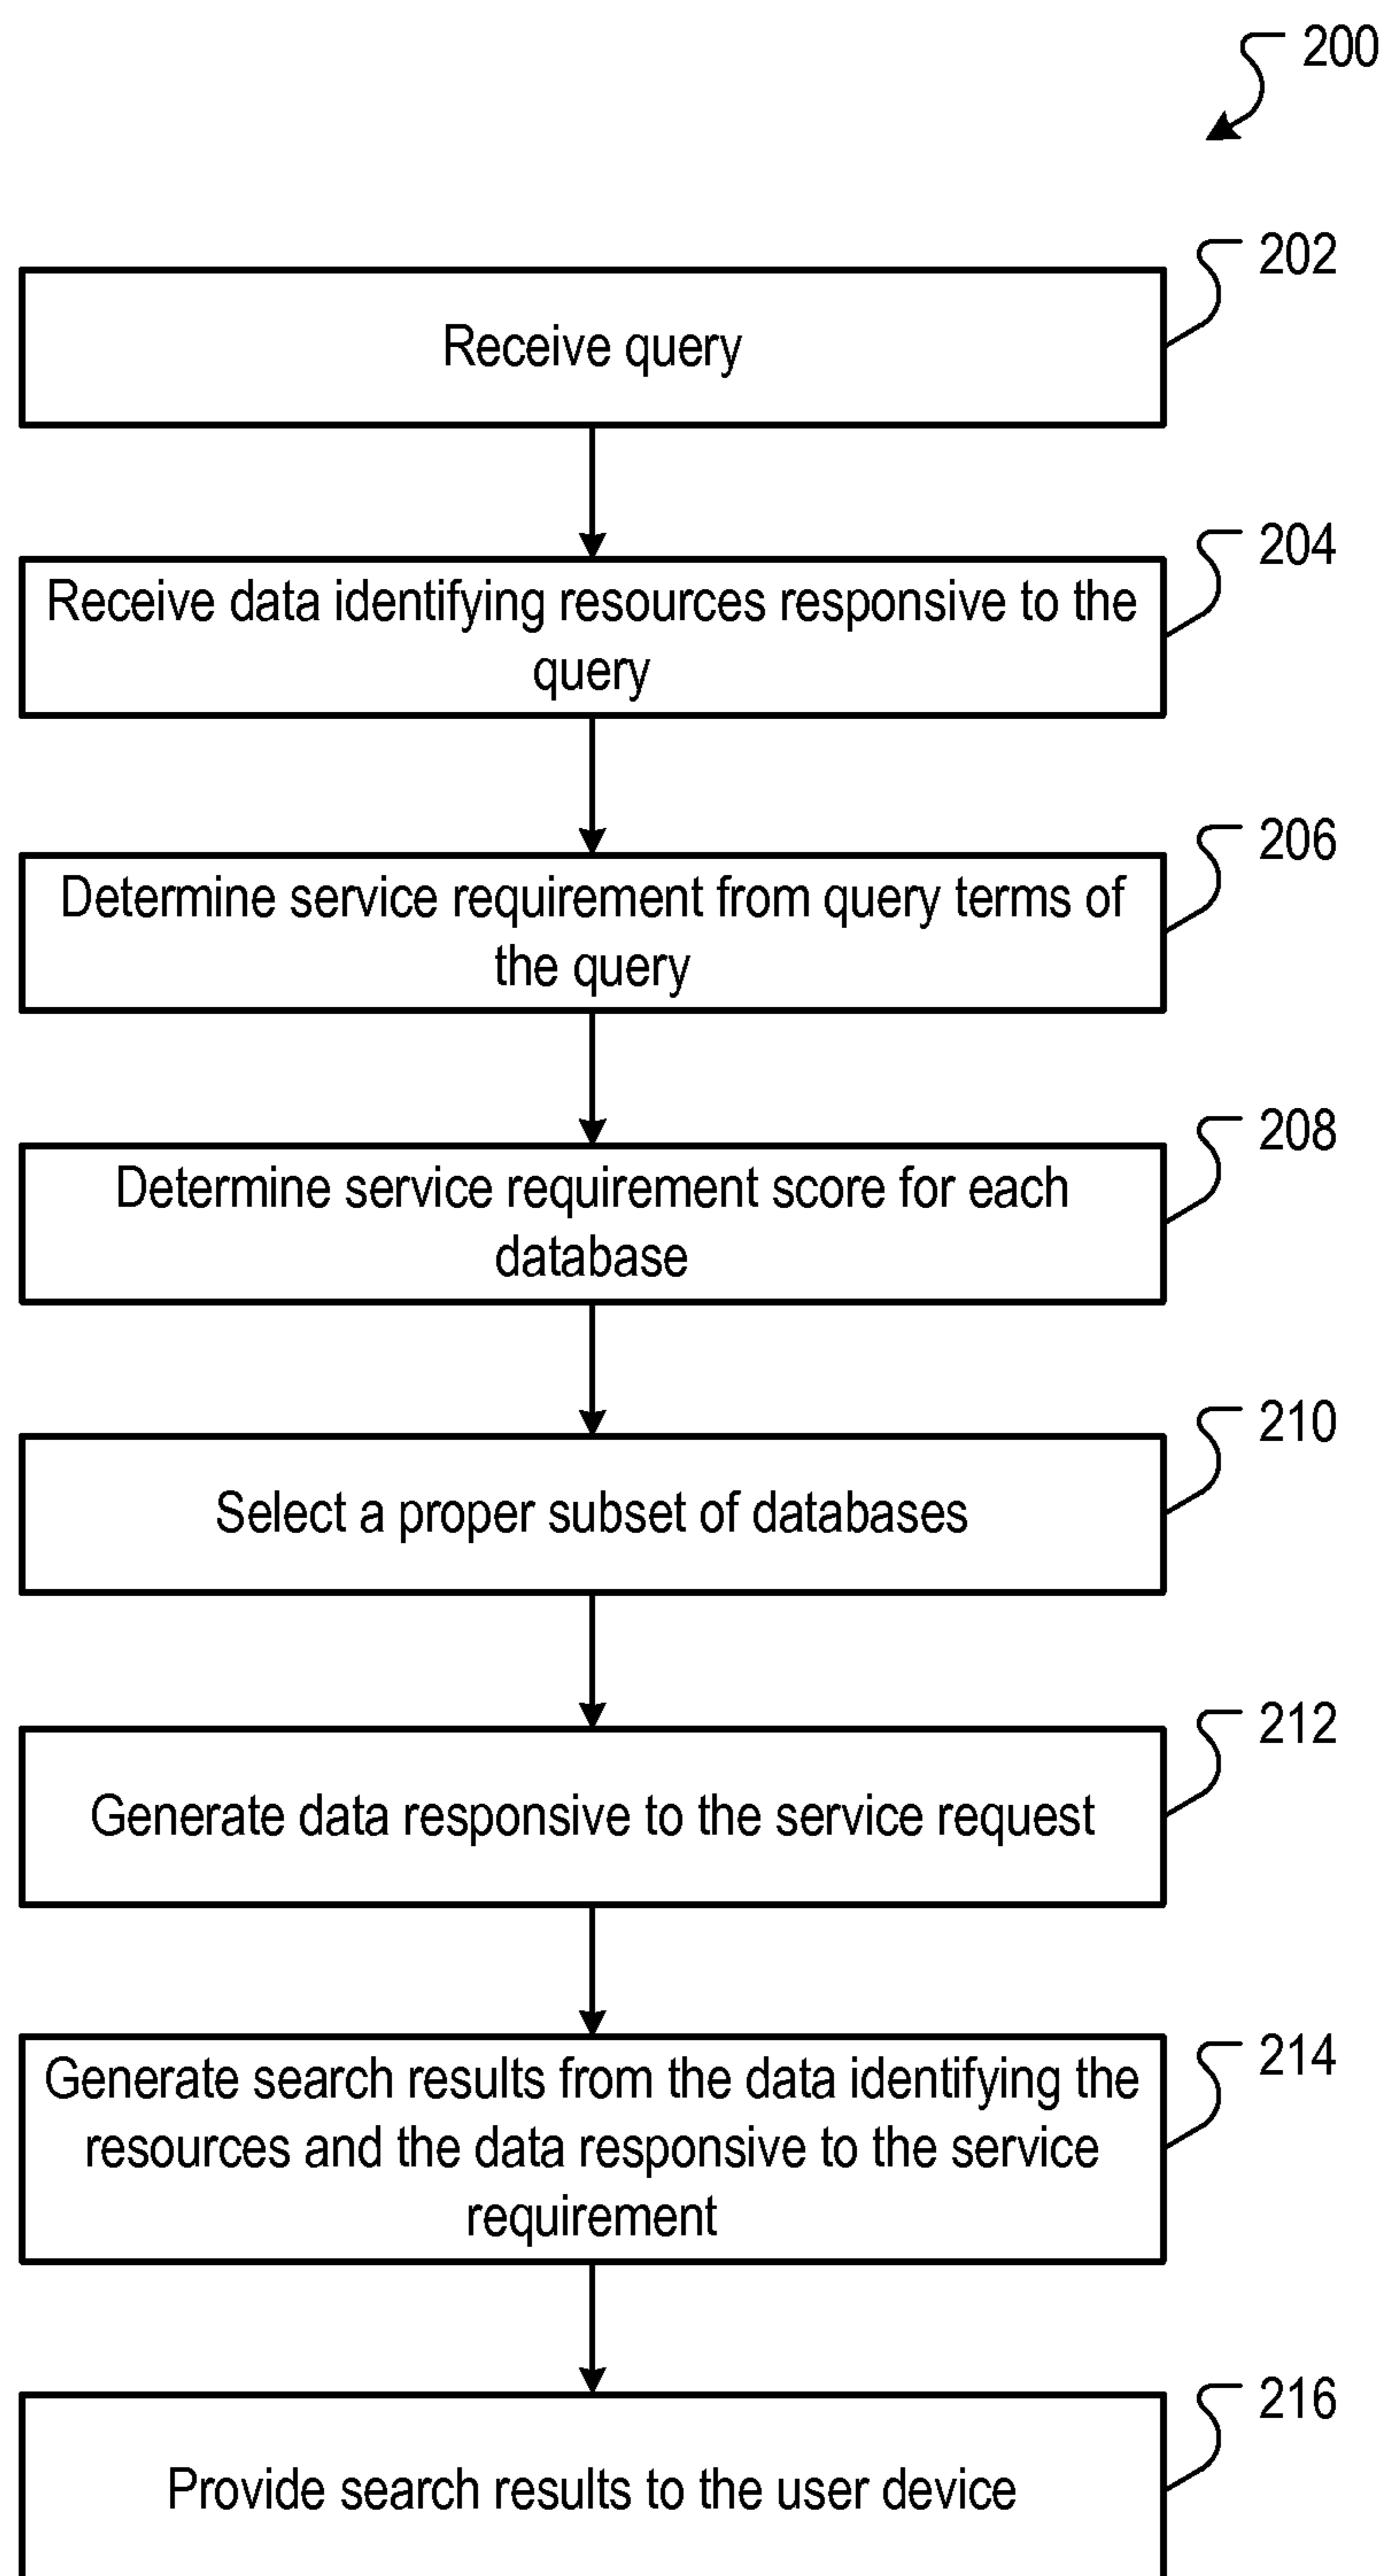 200
202
Receive query
204
Receive data identifying resources responsive to the
query
206
Determine service requirement from query terms of
the query
208
Determine service requirement score for each
database
210
Select a proper subset of databases
212
Generate data responsive to the service request
214
Generate search results from the data identifying the
resources and the data responsive to the service
requirement
216
Provide search results to the user device